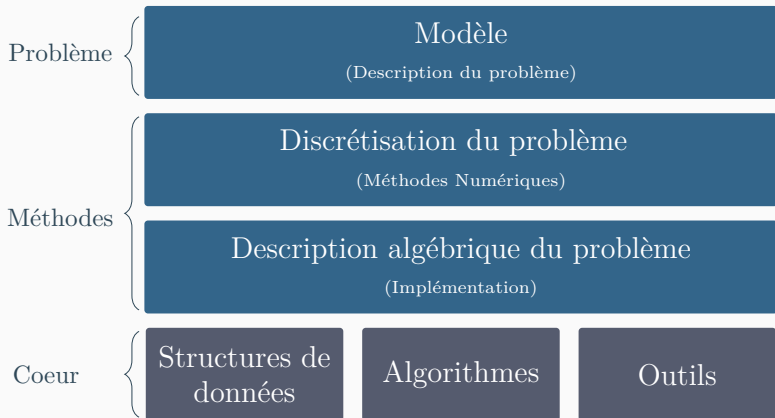 Problème
Modèle
(Description du problème)
Méthodes
Discrétisation du problème
(Méthodes Numériques)
Description algébrique du problème
(Implémentation)
Coeur
Structures de
données
Algorithmes
Outils